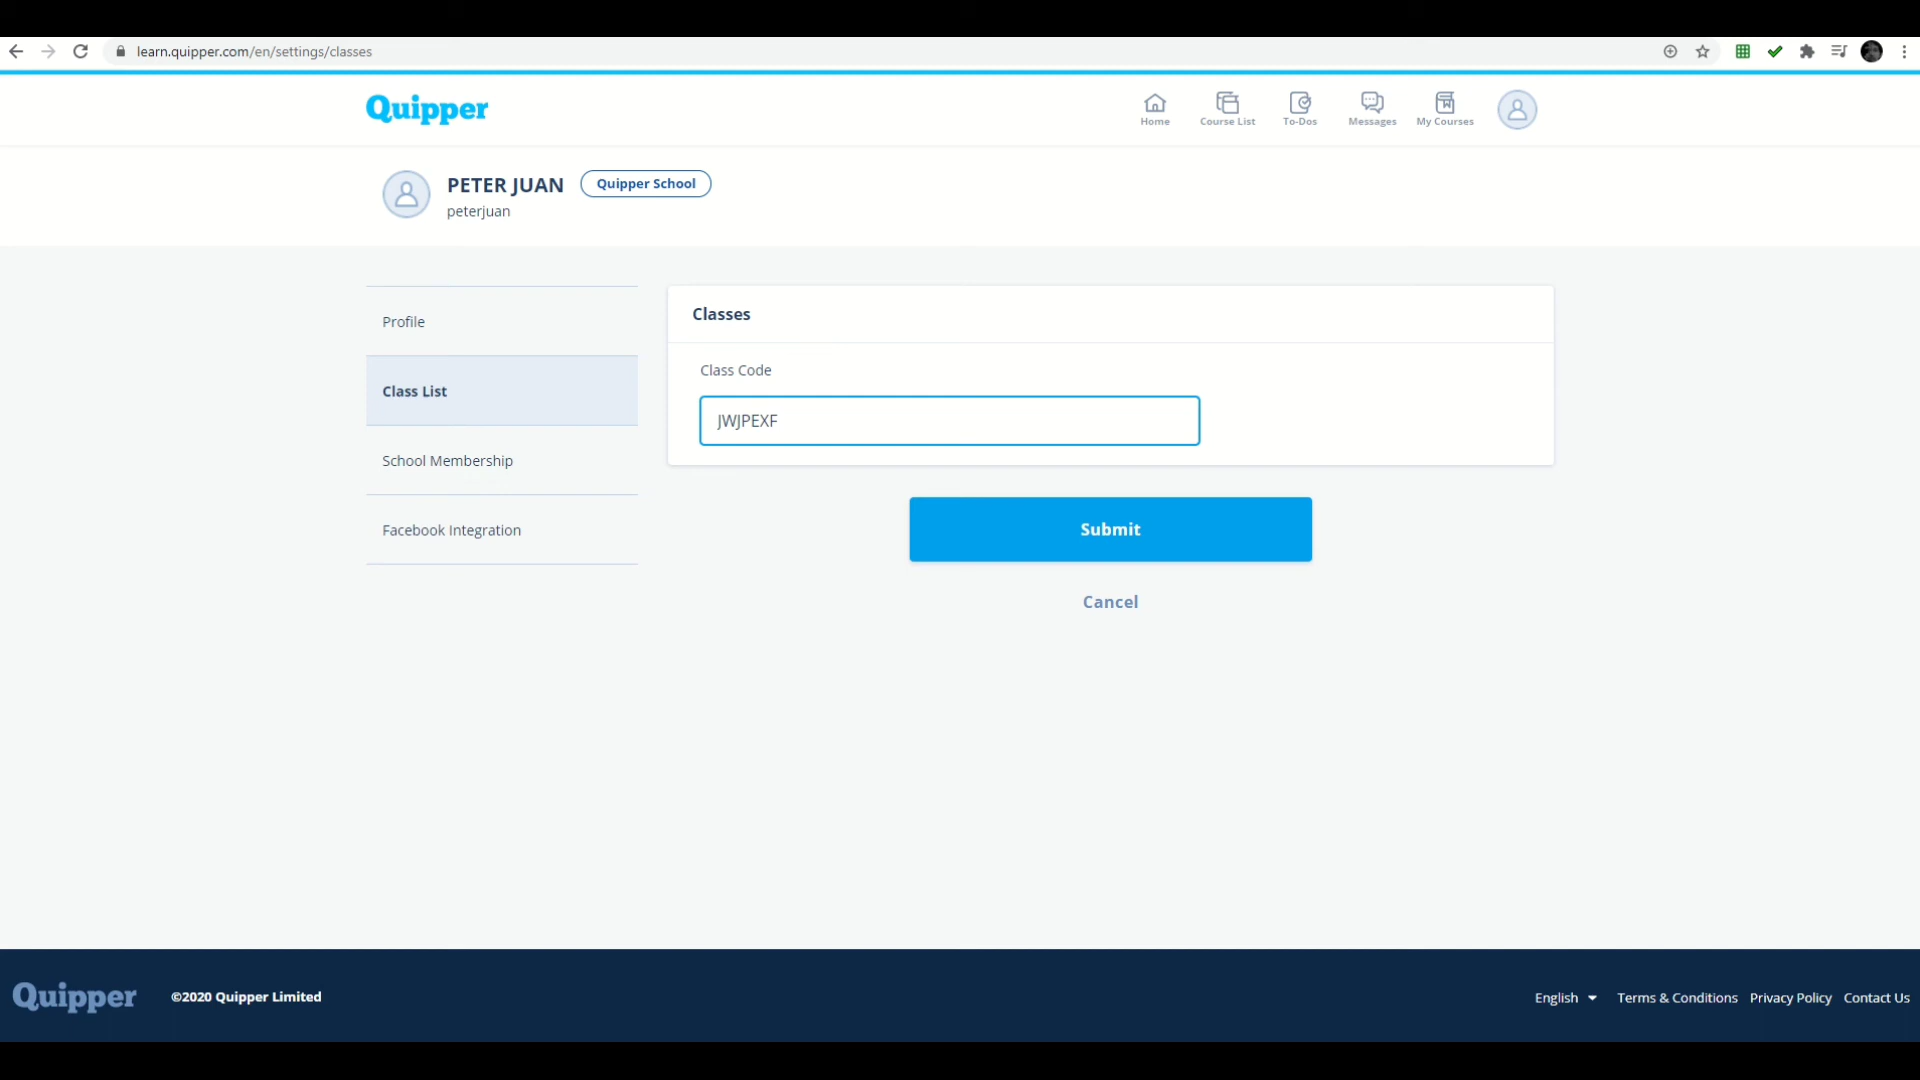 learn.quipper.com/en/settings/classes
Quipper
Home
Course List
To-Dos
Messages
My Courses
PETER JUAN
Quipper School
peterjuan
Profile
Class List
School Membership
Facebook Integration
Classes
Class Code
JWJPEXF
Submit
Cancel
Quipper
©2020 Quipper Limited
English
Terms & Conditions
Privacy Policy
Contact Us